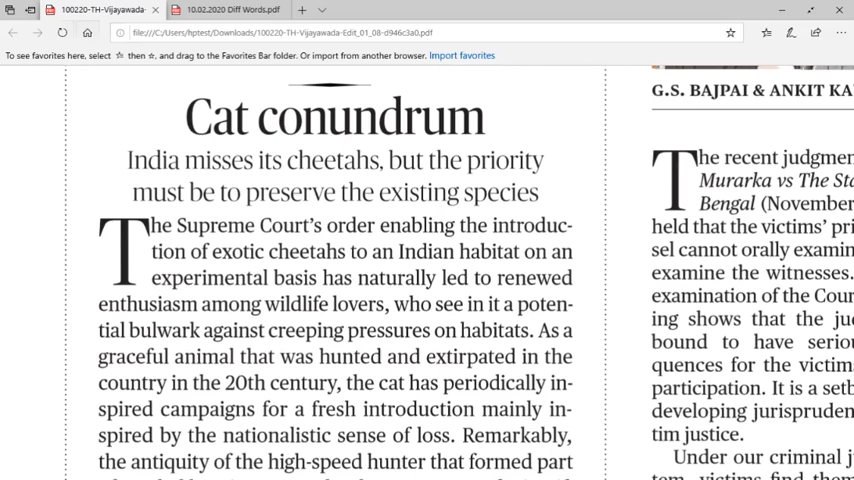 100220-TH-Vijayawada-
10.02.2020 Diff Words.pdf
file:///C:/Users/hptest/Downloads/100220-TH-Vijayawada-Edit_01_08-d946c3a0.pdf
To see favorites here, select ☆ then ☆, and drag to the Favorites Bar folder. Or import from another browser. Import favorites
Cat conundrum
India misses its cheetahs, but the priority
must be to preserve the existing species
The Supreme Court's order enabling the introduc-
tion of exotic cheetahs to an Indian habitat on an
experimental basis has naturally led to renewed
enthusiasm among wildlife lovers, who see in it a poten-
tial bulwark against creeping pressures on habitats. As a
graceful animal that was hunted and extirpated in the
country in the 20th century, the cat has periodically in-
spired campaigns for a fresh introduction mainly in-
spired by the nationalistic sense of loss. Remarkably,
the antiquity of the high-speed hunter that formed part
G.S. BAJPAI & ANKIT KA
The recent judgmen
Murarka vs The Sta
Bengal (November
held that the victims' pri
sel cannot orally examin
examine the witnesses.
examination of the Cour
ing shows that the jud
bound to have seriou
quences for the victim
participation. It is a setb
developing jurispruden
tim justice.
Under our criminal j
tem, victims find them